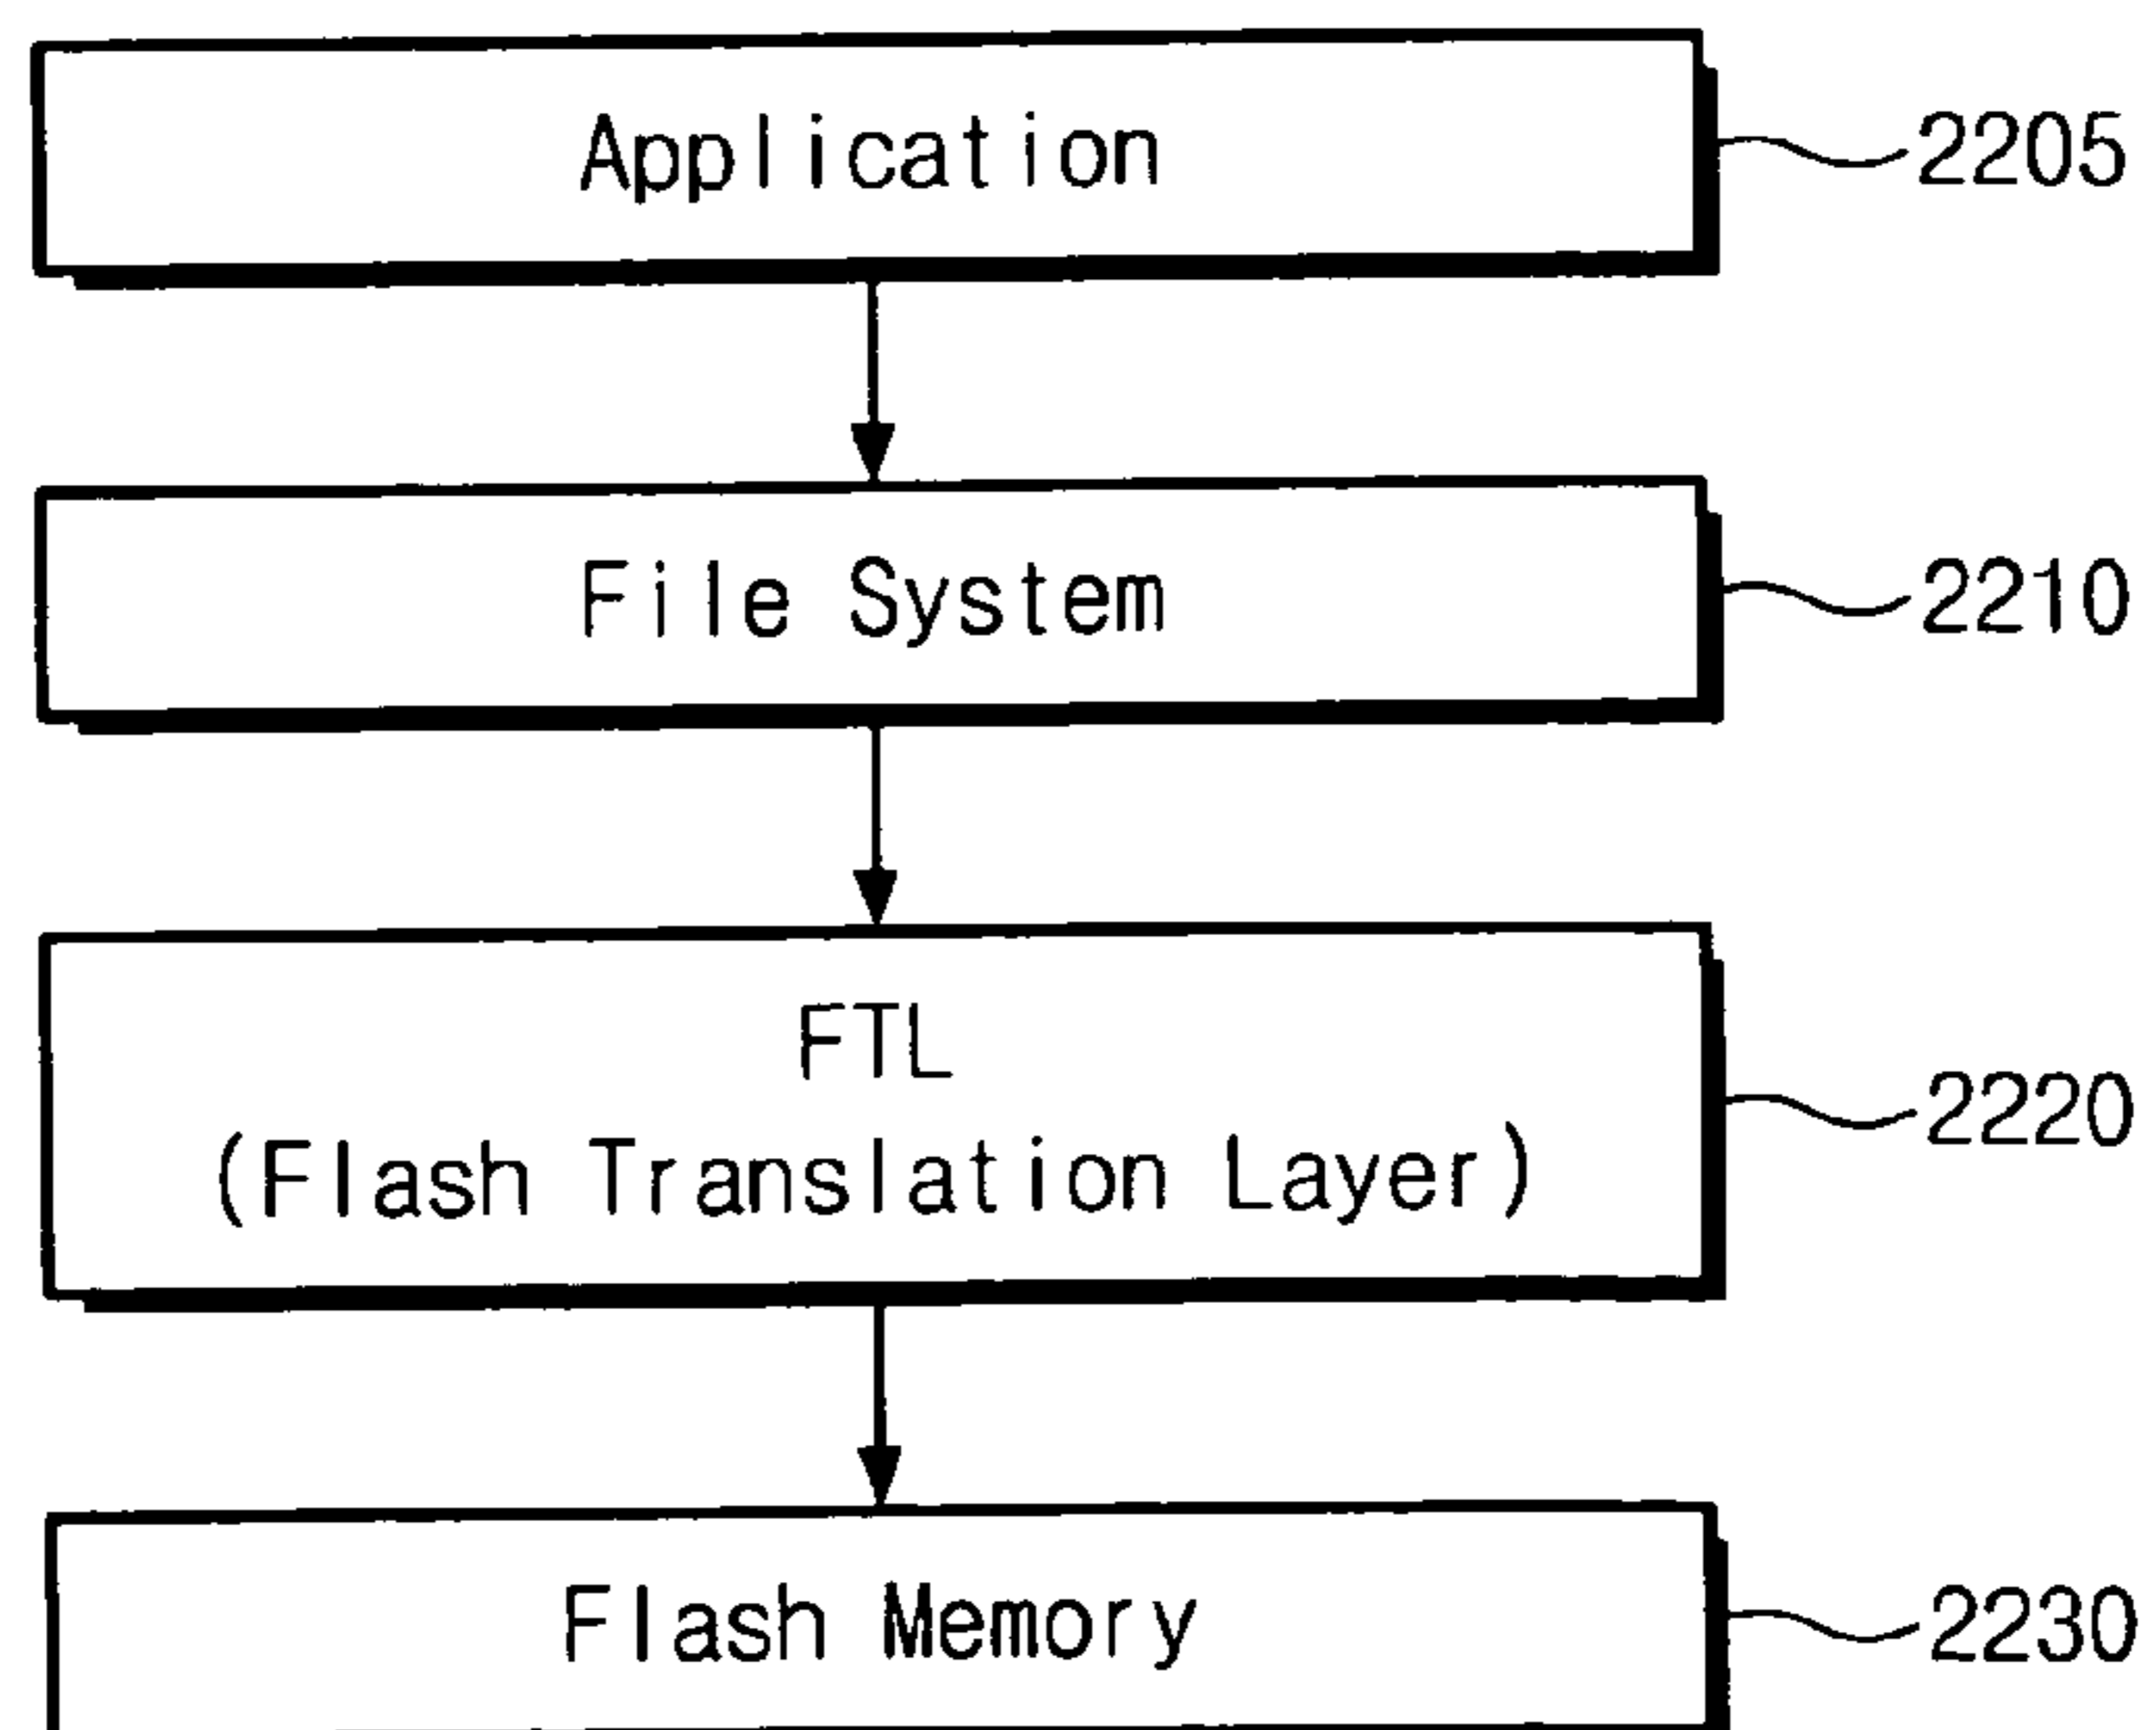 Application
2205
File System
2210
FTL
(Flash Translation Layer)
2220
Flash Memory
2230